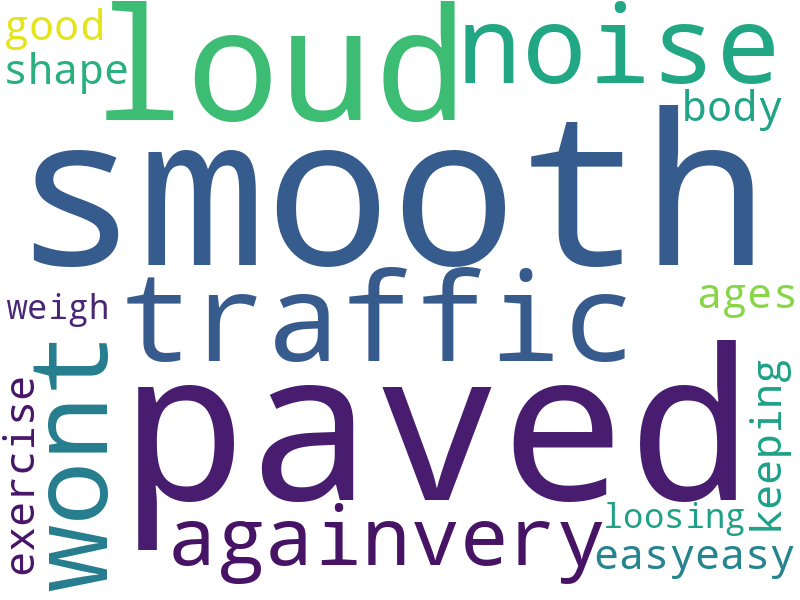 good
loud
noise
shape
body
smooth
traffic
ages
weigh
wont
paved
exercise
keeping
againvery
loosing
easyeasy